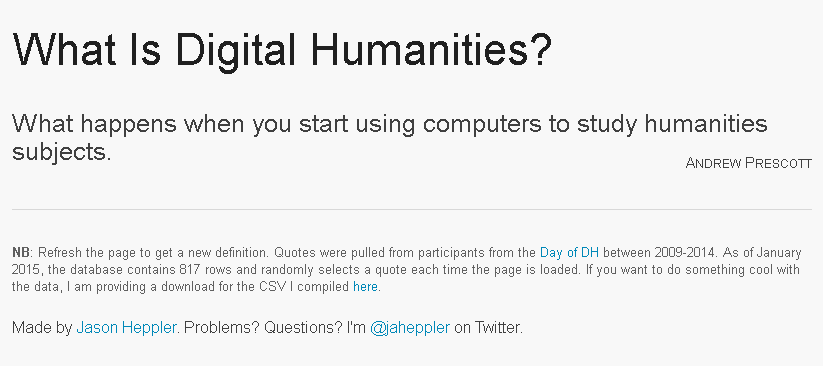 What Is Digital Humanities?
What happens when you start using computers to study humanities
subjects.
ANDREW PRESCOTT
NB: Refresh the page to get a new definition. Quotes were pulled from participants from the Day of DH between 2009-2014. As of January
2015, the database contains 817 rows and randomly selects a quote each time the page is loaded. If you want to do something cool with
the data, I am providing a download for the CSV I compiled here.
Made by Jason Heppler. Problems? Questions? I'm @jaheppler on Twitter.